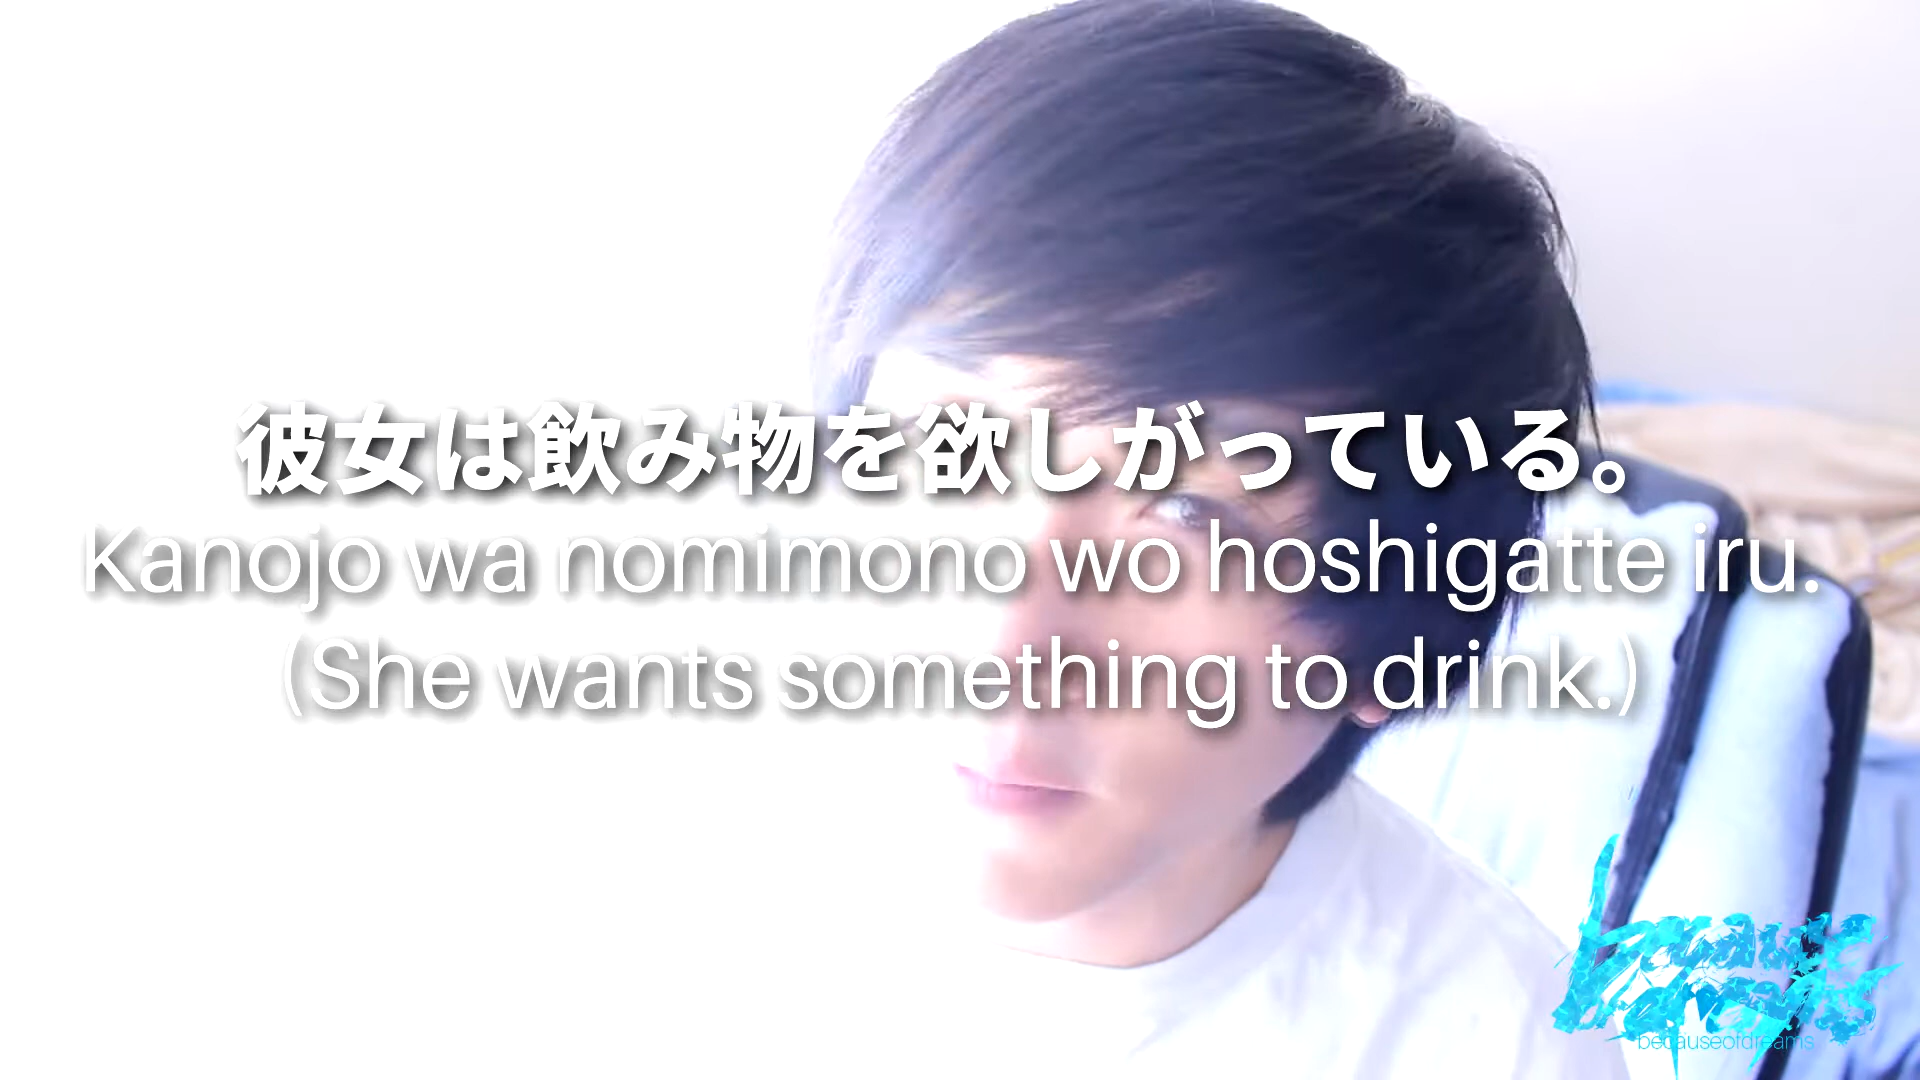 彼女は飲み物を欲しがっている。
Kanojo wa nomimono wo hoshigatte iru.
(She wants something to drink.)
because
becauseofdreams